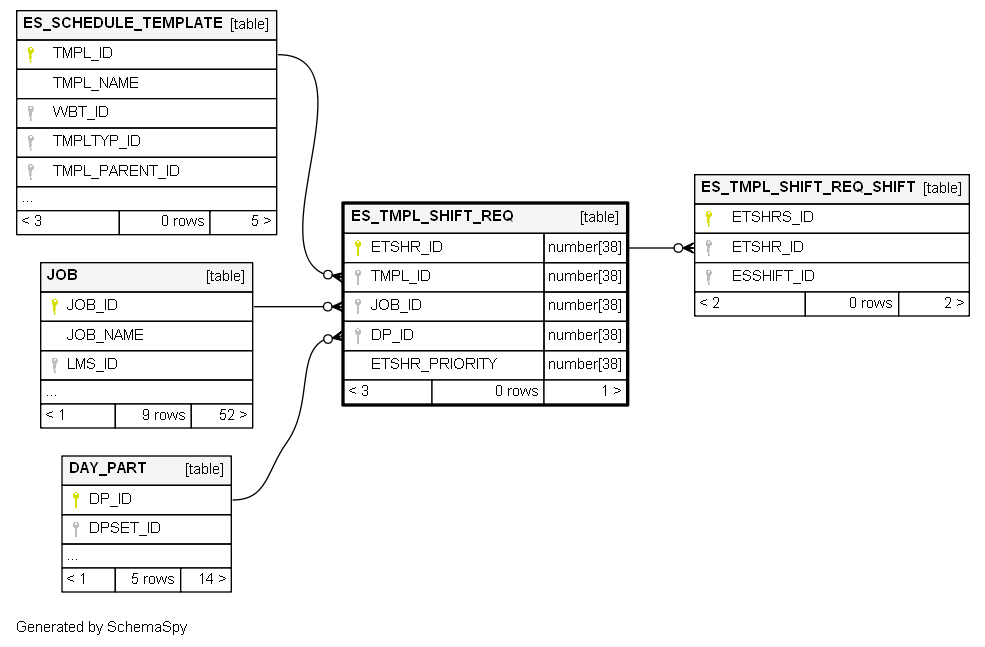 ES_SCHEDULE_TEMPLATE [table]
TMPL_ID
TMPL_NAME
WBT_ID
TMPLTYP_ID
TMPL_PARENT_ID
...
< 3 0 rows 5 >
JOB [table]
JOB_ID
JOB_NAME
LMS_ID
...
< 1 9 rows 52 >
DAY_PART [table]
DP_ID
DPSET_ID
...
< 1 5 rows 14 >
ES_TMPL_SHIFT_REQ [table]
ETSHR_ID number[38]
TMPL_ID number[38]
JOB_ID number[38]
DP_ID number[38]
ETSHR_PRIORITY number[38]
< 3 0 rows 1 >
ES_TMPL_SHIFT_REQ_SHIFT [table]
ETSHRS_ID
ETSHR_ID
ESSHIFT_ID
< 2 0 rows 2 >
Generated by SchemaSpy